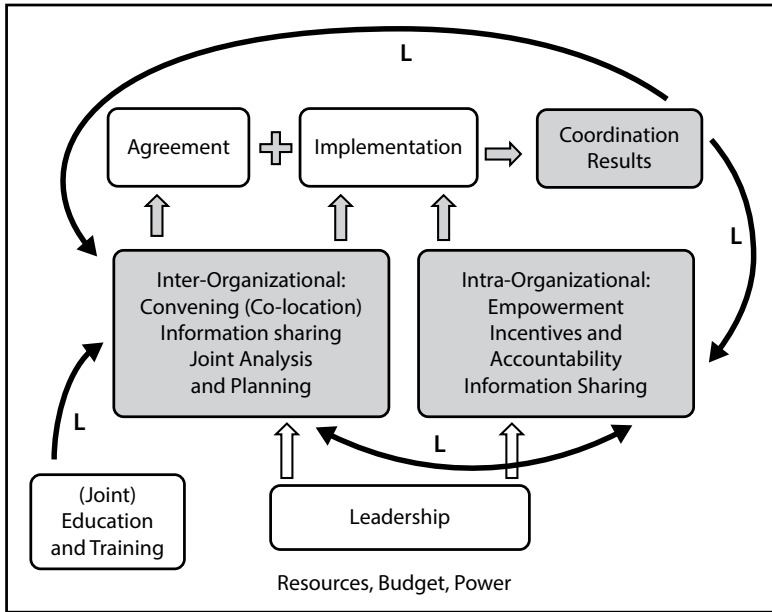 L
Agreement
Implementation
Coordination
Results
L
Inter-Organizational:
Convening (Co-location)
Information sharing
Joint Analysis
and Planning
Intra-Organizational:
Empowerment
Incentives and
Accountability
Information Sharing
L
L
(Joint)
Education
and Training
Leadership
Resources, Budget, Power